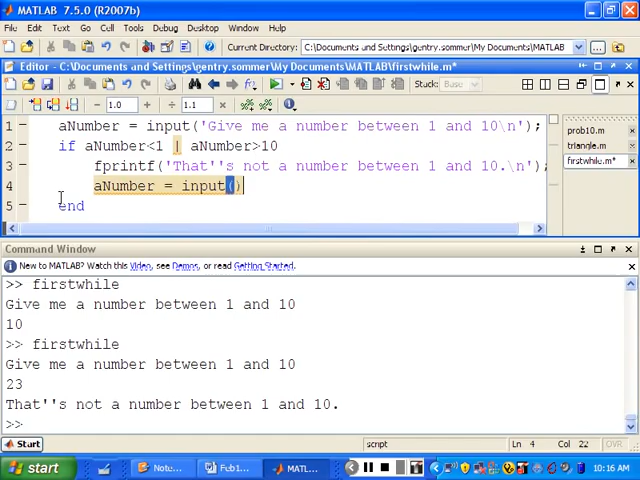 MATLAB 7.5.0 (R2007b)
File Edit Text Go Cell Tools Debug Desktop Window Help
Current Directory: C:\Documents and Settings\gentry.sommer\My Documents\MATLAB
Editor - C:\Documents and Settings\gentry.sommer\My Documents\MATLAB\firstwhile.m*
Stack: Base
− 1.0 + ÷ 1.1 ×
1 − aNumber = input('Give me a number between 1 and 10\n');
2 − if aNumber<1 | aNumber>10
3 − fprintf('That''s not a number between 1 and 10.\n');
4 − aNumber = input()
5 − end
prob10.m
triangle.m
firstwhile.m*
Command Window
New to MATLAB? Watch this Video, see Demos, or read Getting Started.
>> firstwhile
Give me a number between 1 and 10
10
>> firstwhile
Give me a number between 1 and 10
23
That''s not a number between 1 and 10.
>>
Start
script
Ln 4 Col 22 OVR
start
Note...
Feb1...
MAT...
10:16 AM